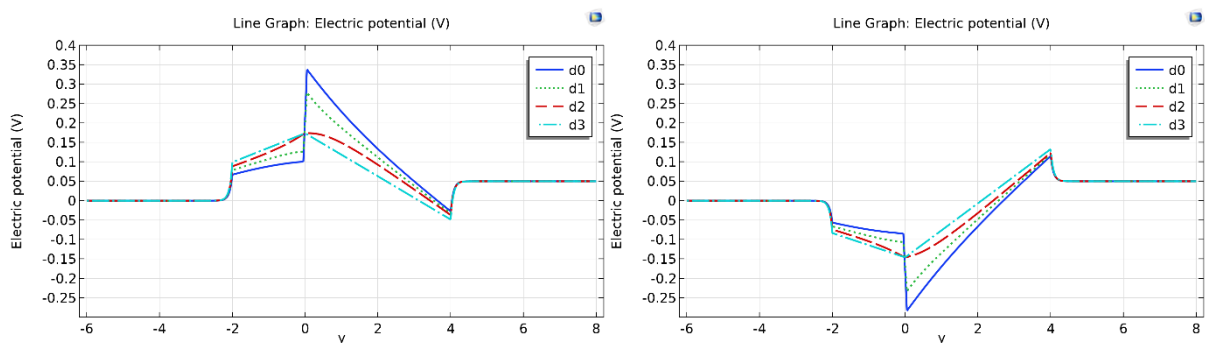 Line Graph: Electric potential (V)
0.4
0.35
0.3
0.25
0.2
0.15
0.1
0.05
0
-0.05
-0.1
-0.15
-0.2
-0.25
Electric potential (V)
d0
d1
d2
d3
-6 -4 -2 0 2 4 6 8
y
Line Graph: Electric potential (V)
0.4
0.35
0.3
0.25
0.2
0.15
0.1
0.05
0
-0.05
-0.1
-0.15
-0.2
-0.25
Electric potential (V)
d0
d1
d2
d3
-6 -4 -2 0 2 4 6 8
y